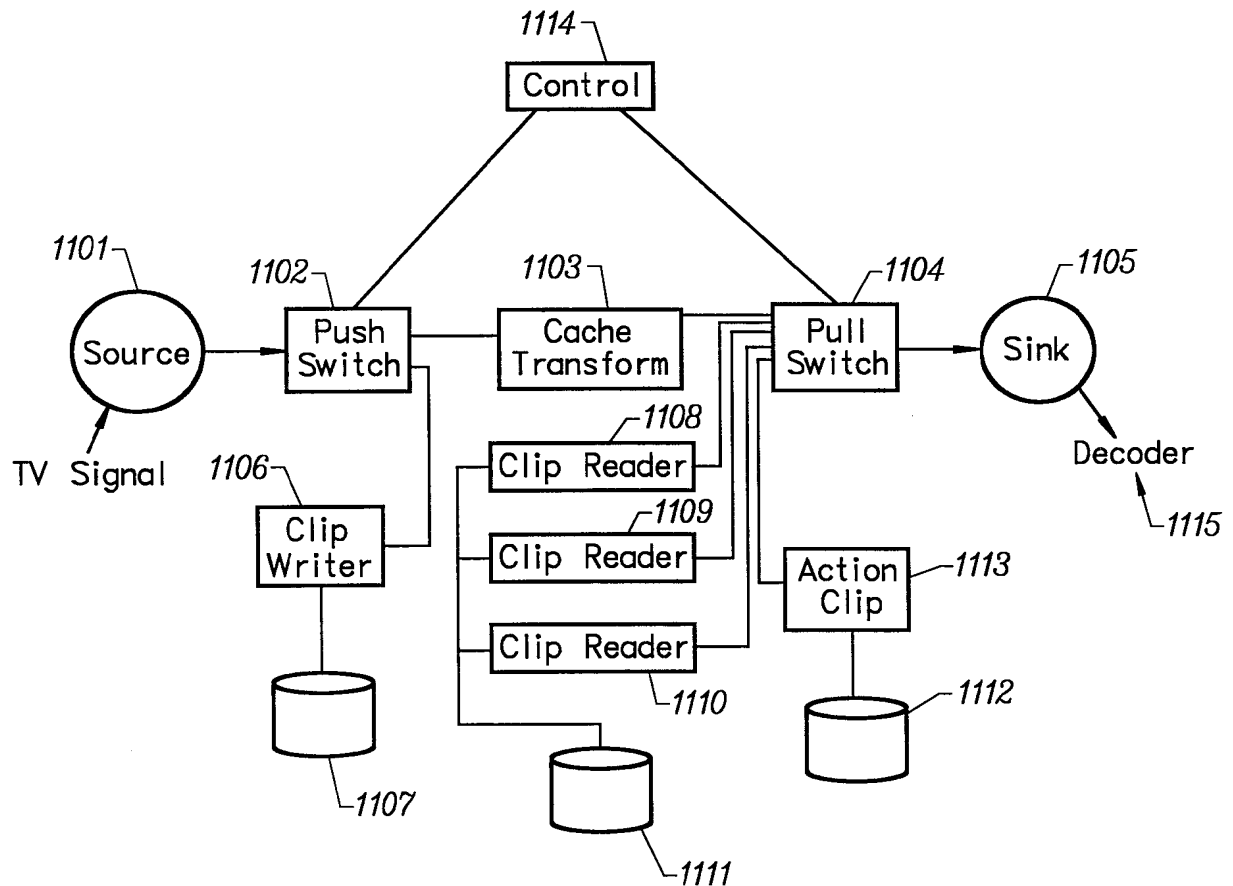 1114
Control
1101
1102
1103
1104
1105
Source
Push
Switch
Cache
Transform
Pull
Switch
Sink
TV Signal
1106
Clip
Writer
1108
Clip Reader
1109
Clip Reader
Clip Reader
1110
Decoder
1115
Action
Clip
1113
1107
1111
1112